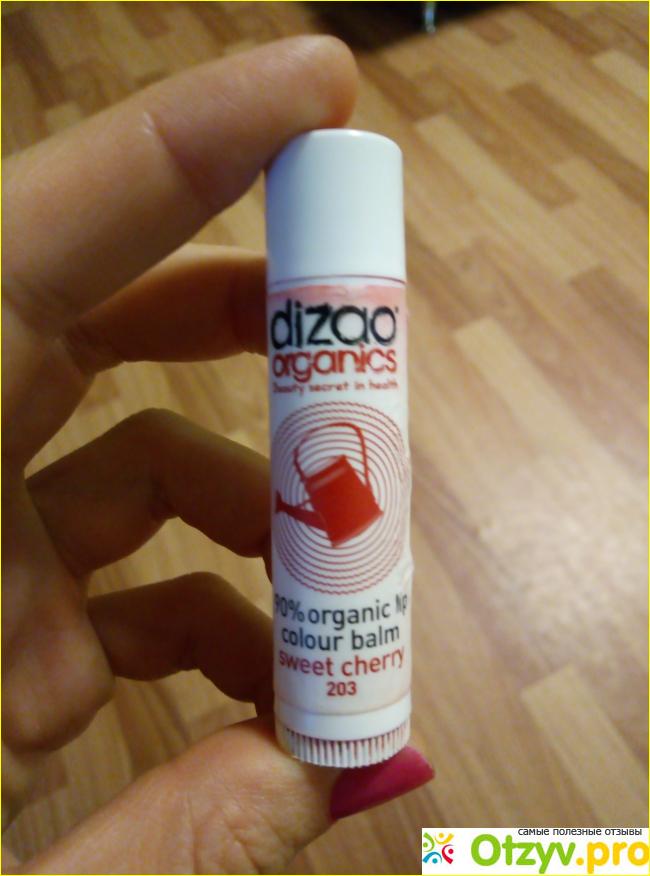 dizao
organics
Beauty secret in health
90% organic lip
colour balm
sweet cherry
203
самые полезные отзывы
Otzyv.pro